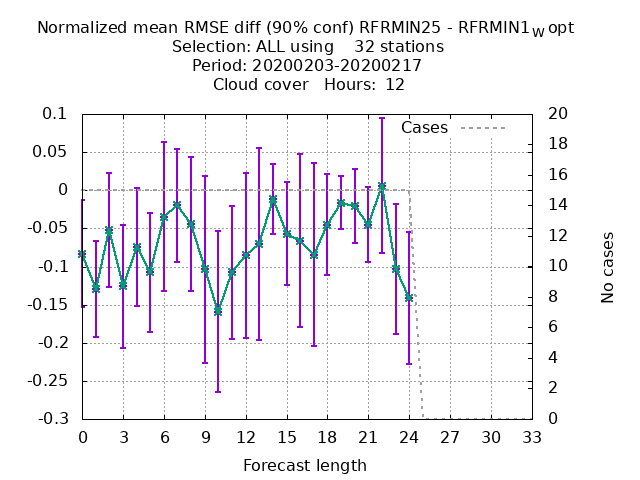 Normalized mean RMSE diff (90% conf) RFRMIN25 - RFRMIN1w opt
Selection: ALL using    32 stations
Period: 20200203-20200217
Cloud cover   Hours:  12
Cases
0.1
0.05
0
-0.05
-0.1
-0.15
-0.2
-0.25
-0.3
20
18
16
14
12
10
8
6
4
2
0
No cases
0 3 6 9 12 15 18 21 24 27 30 33
Forecast length